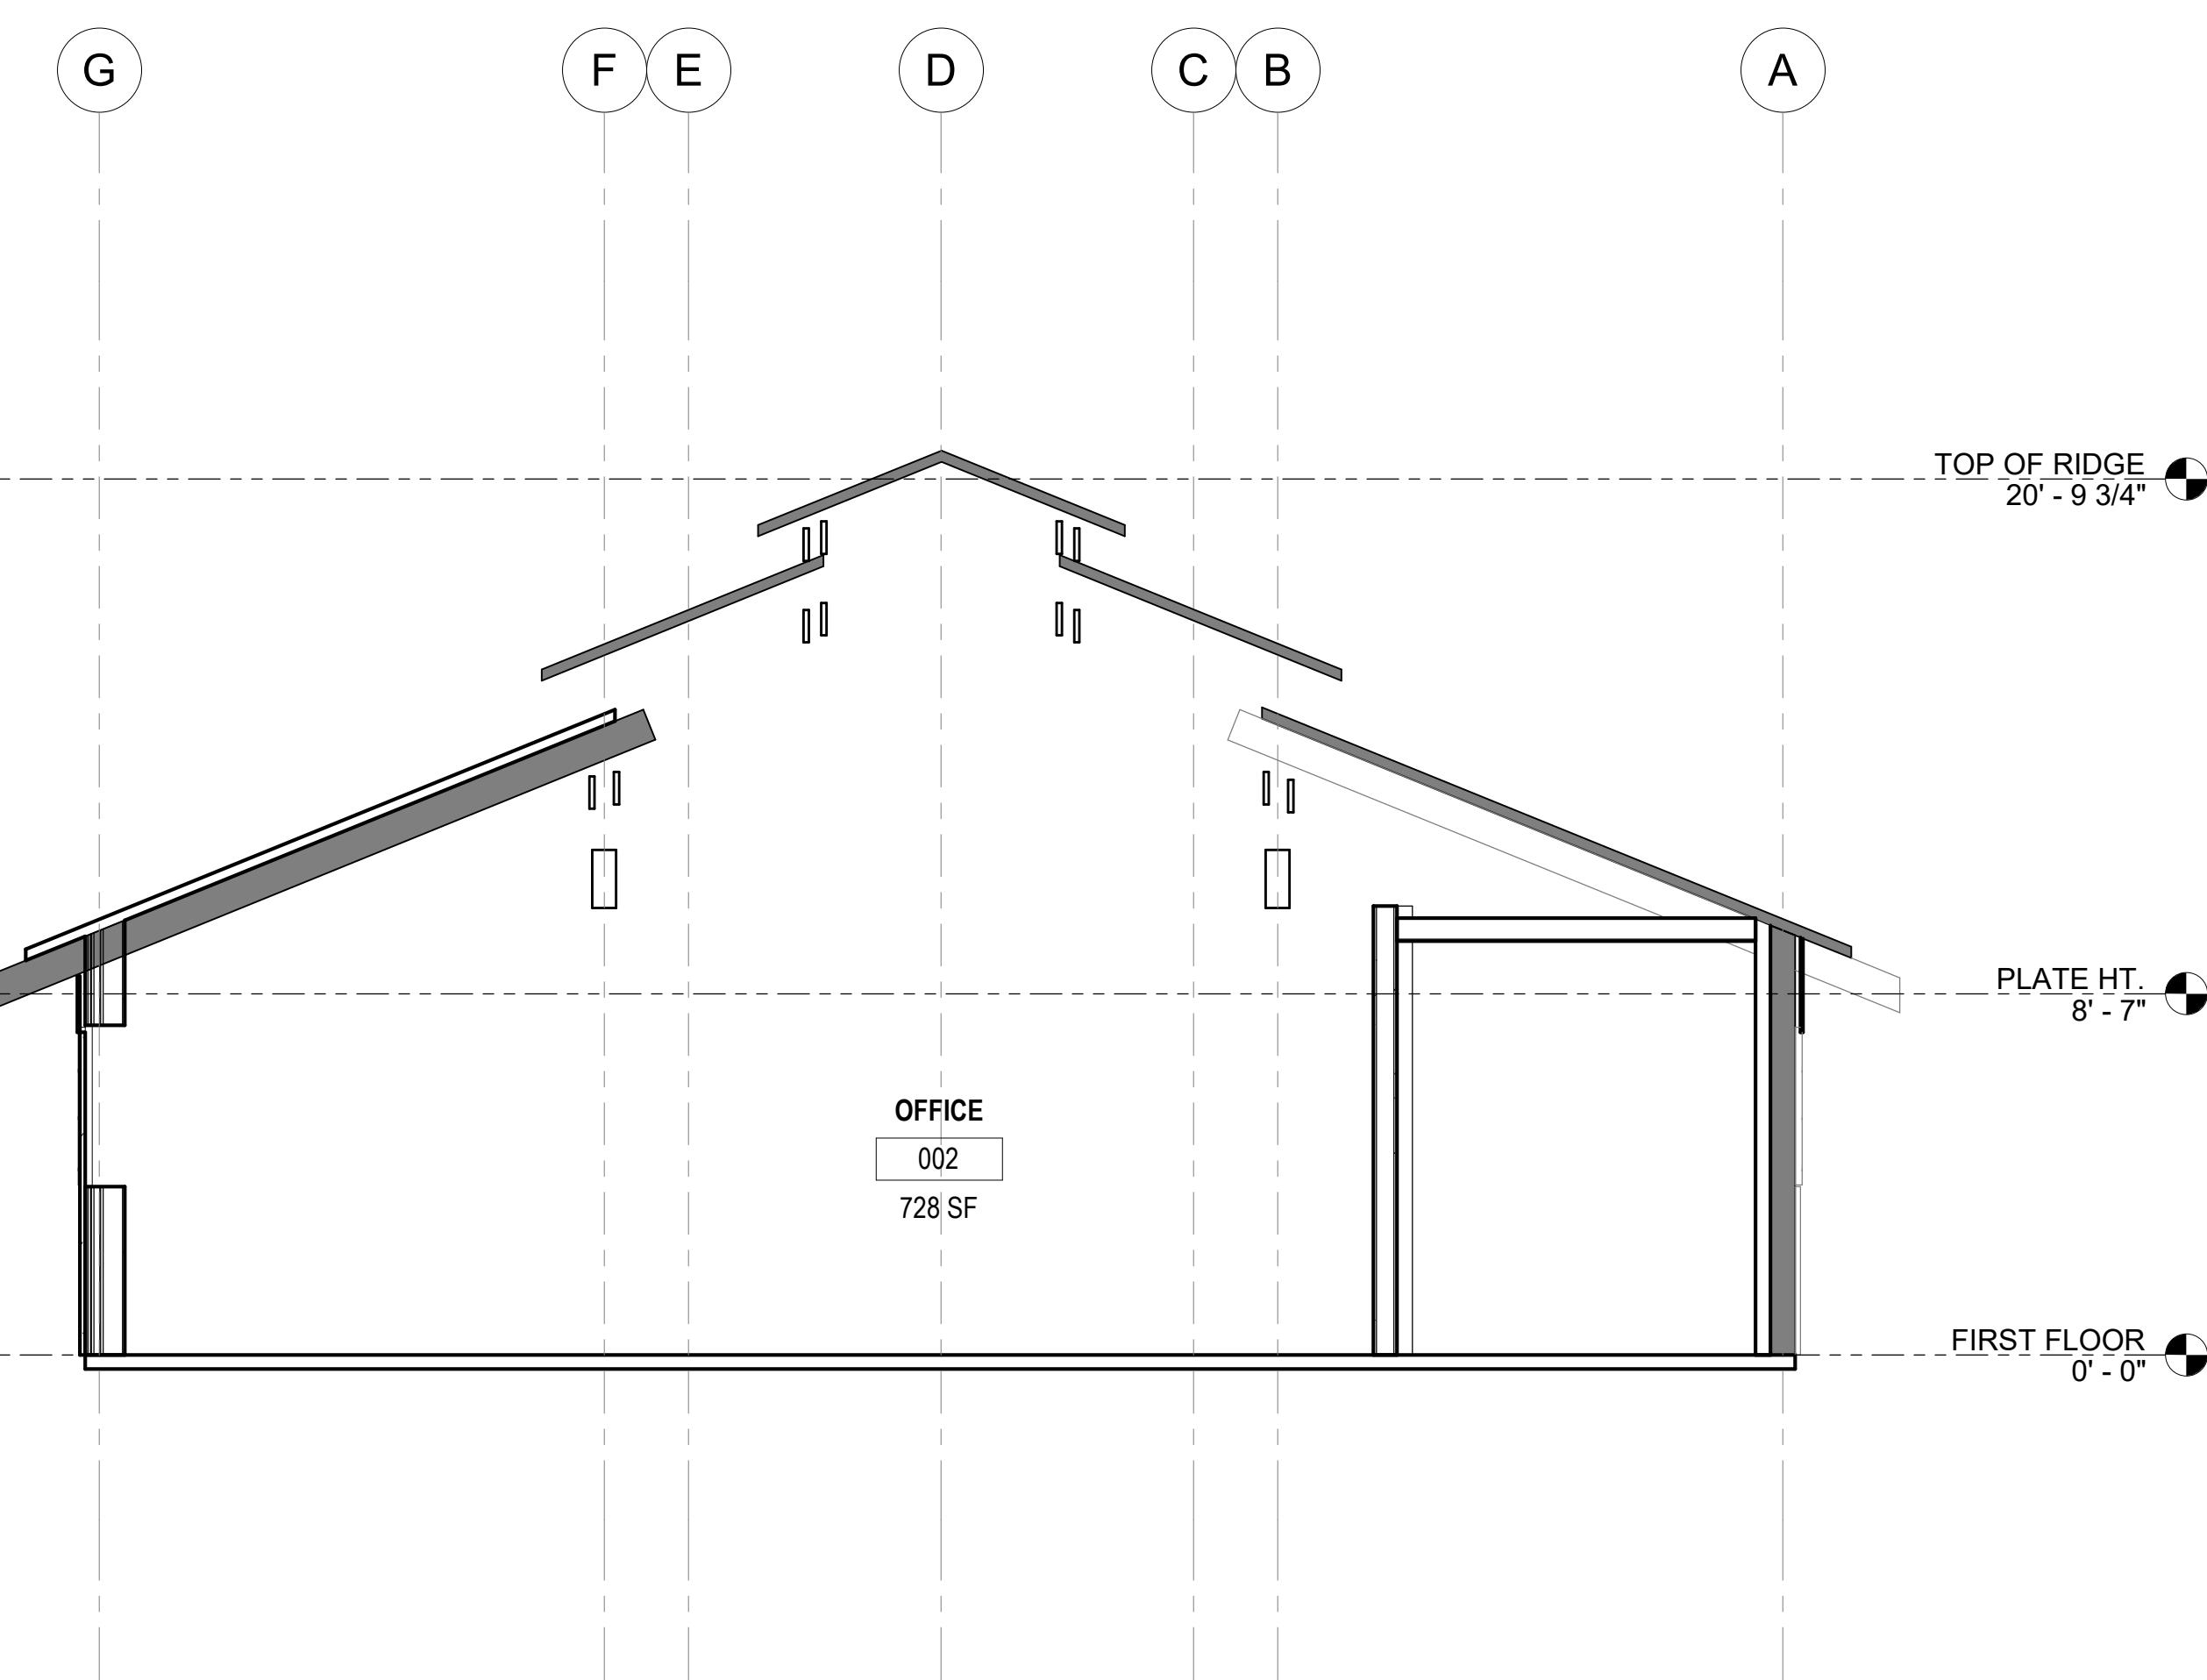 G F E D C B A
TOP OF RIDGE
20' - 9 3/4"
PLATE HT.
8' - 7"
OFFICE
002
728 SF
FIRST FLOOR
0' - 0"